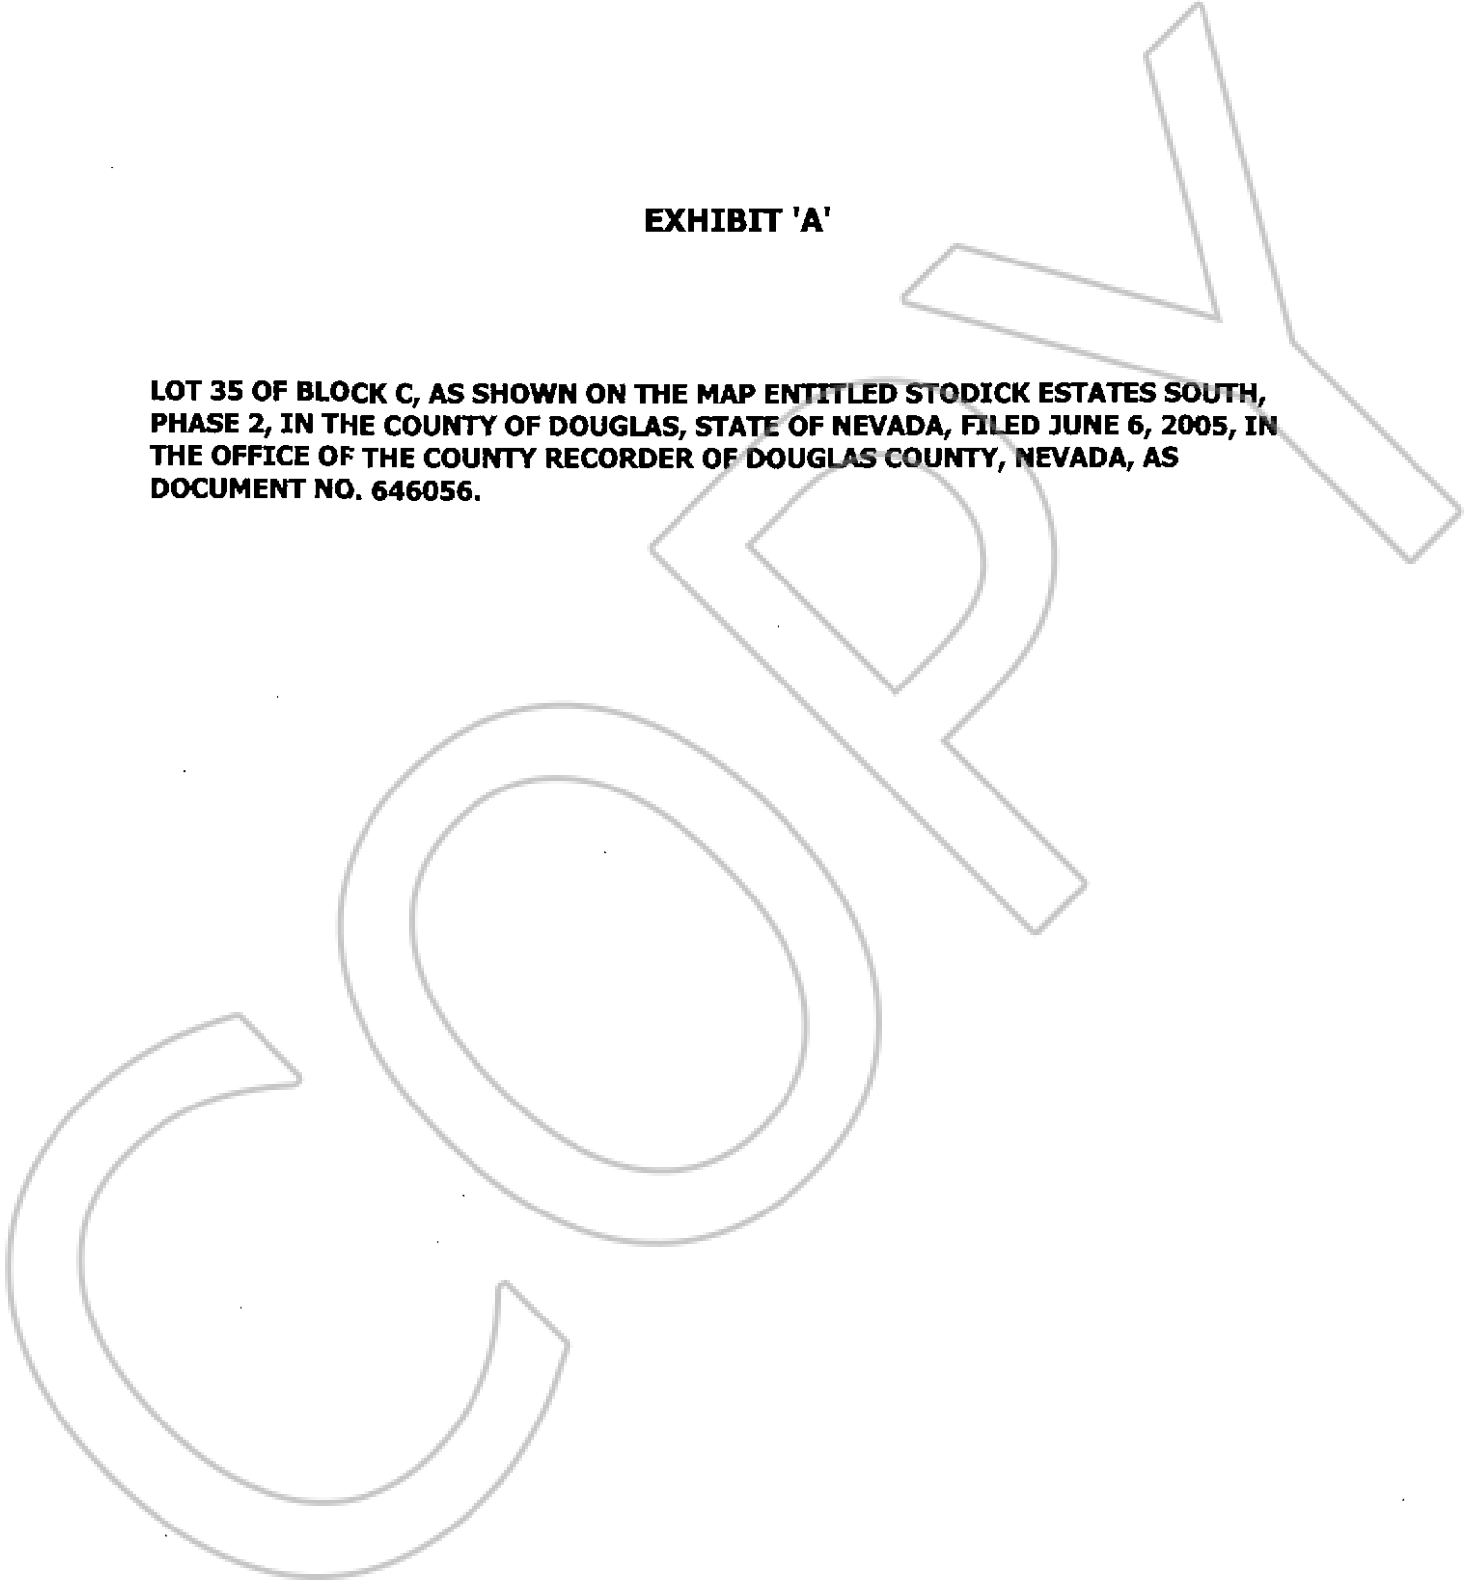 EXHIBIT 'A'
LOT 35 OF BLOCK C, AS SHOWN ON THE MAP ENTITLED STODICK ESTATES SOUTH,
PHASE 2, IN THE COUNTY OF DOUGLAS, STATE OF NEVADA, FILED JUNE 6, 2005, IN
THE OFFICE OF THE COUNTY RECORDER OF DOUGLAS COUNTY, NEVADA, AS
DOCUMENT NO. 646056.
COPY